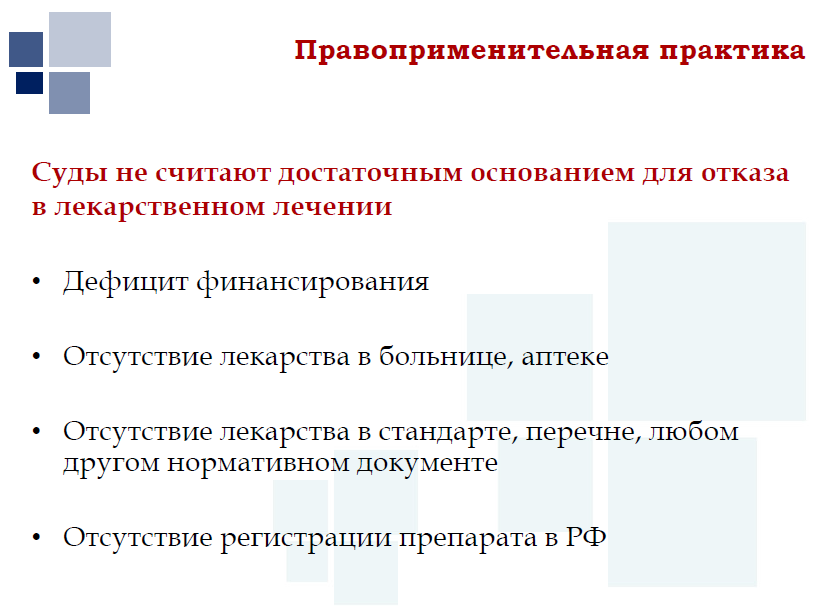 Правоприменительная практика
Суды не считают достаточным основанием для отказа
в лекарственном лечении
• Дефицит финансирования
• Отсутствие лекарства в больнице, аптеке
• Отсутствие лекарства в стандарте, перечне, любом
другом нормативном документе
• Отсутствие регистрации препарата в РФ